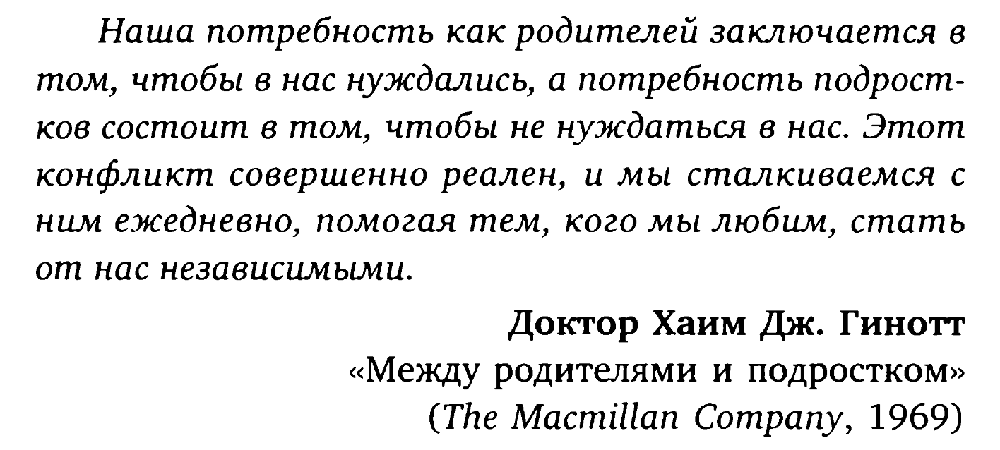 Наша потребность как родителей заключается в
том, чтобы в нас нуждались, а потребность подрост-
ков состоит в том, чтобы не нуждаться в нас. Этот
конфликт совершенно реален, и мы сталкиваемся с
ним ежедневно, помогая тем, кого мы любим, стать
от нас независимыми.
Доктор Хаим Дж. Гинотт
«Между родителями и подростком»
(The Macmillan Company, 1969)